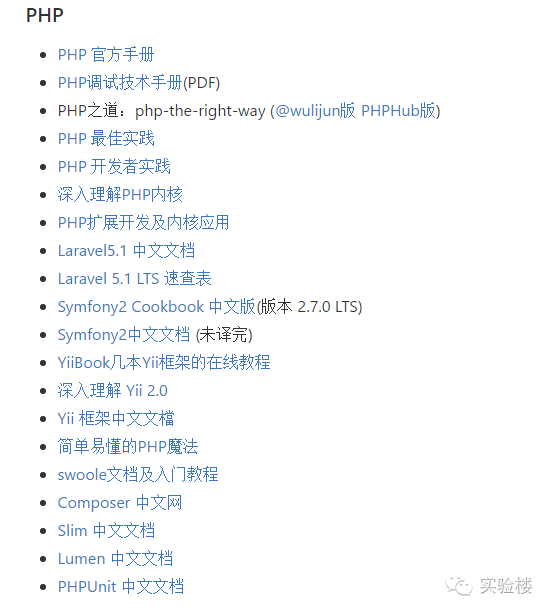 PHP
PHP 官方手册
PHP调试技术手册(PDF)
PHP之道：php-the-right-way (@wulijun版 PHPHub版)
PHP 最佳实践
PHP 开发者实践
深入理解PHP内核
PHP扩展开发及内核应用
Laravel5.1 中文文档
Laravel 5.1 LTS 速查表
Symfony2 Cookbook 中文版(版本 2.7.0 LTS)
Symfony2中文文档 (未译完)
YiiBook几本Yii框架的在线教程
深入理解 Yii 2.0
Yii 框架中文文檔
简单易懂的PHP魔法
swoole文档及入门教程
Composer 中文网
Slim 中文文档
Lumen 中文文档
PHPUnit 中文文档
实验楼